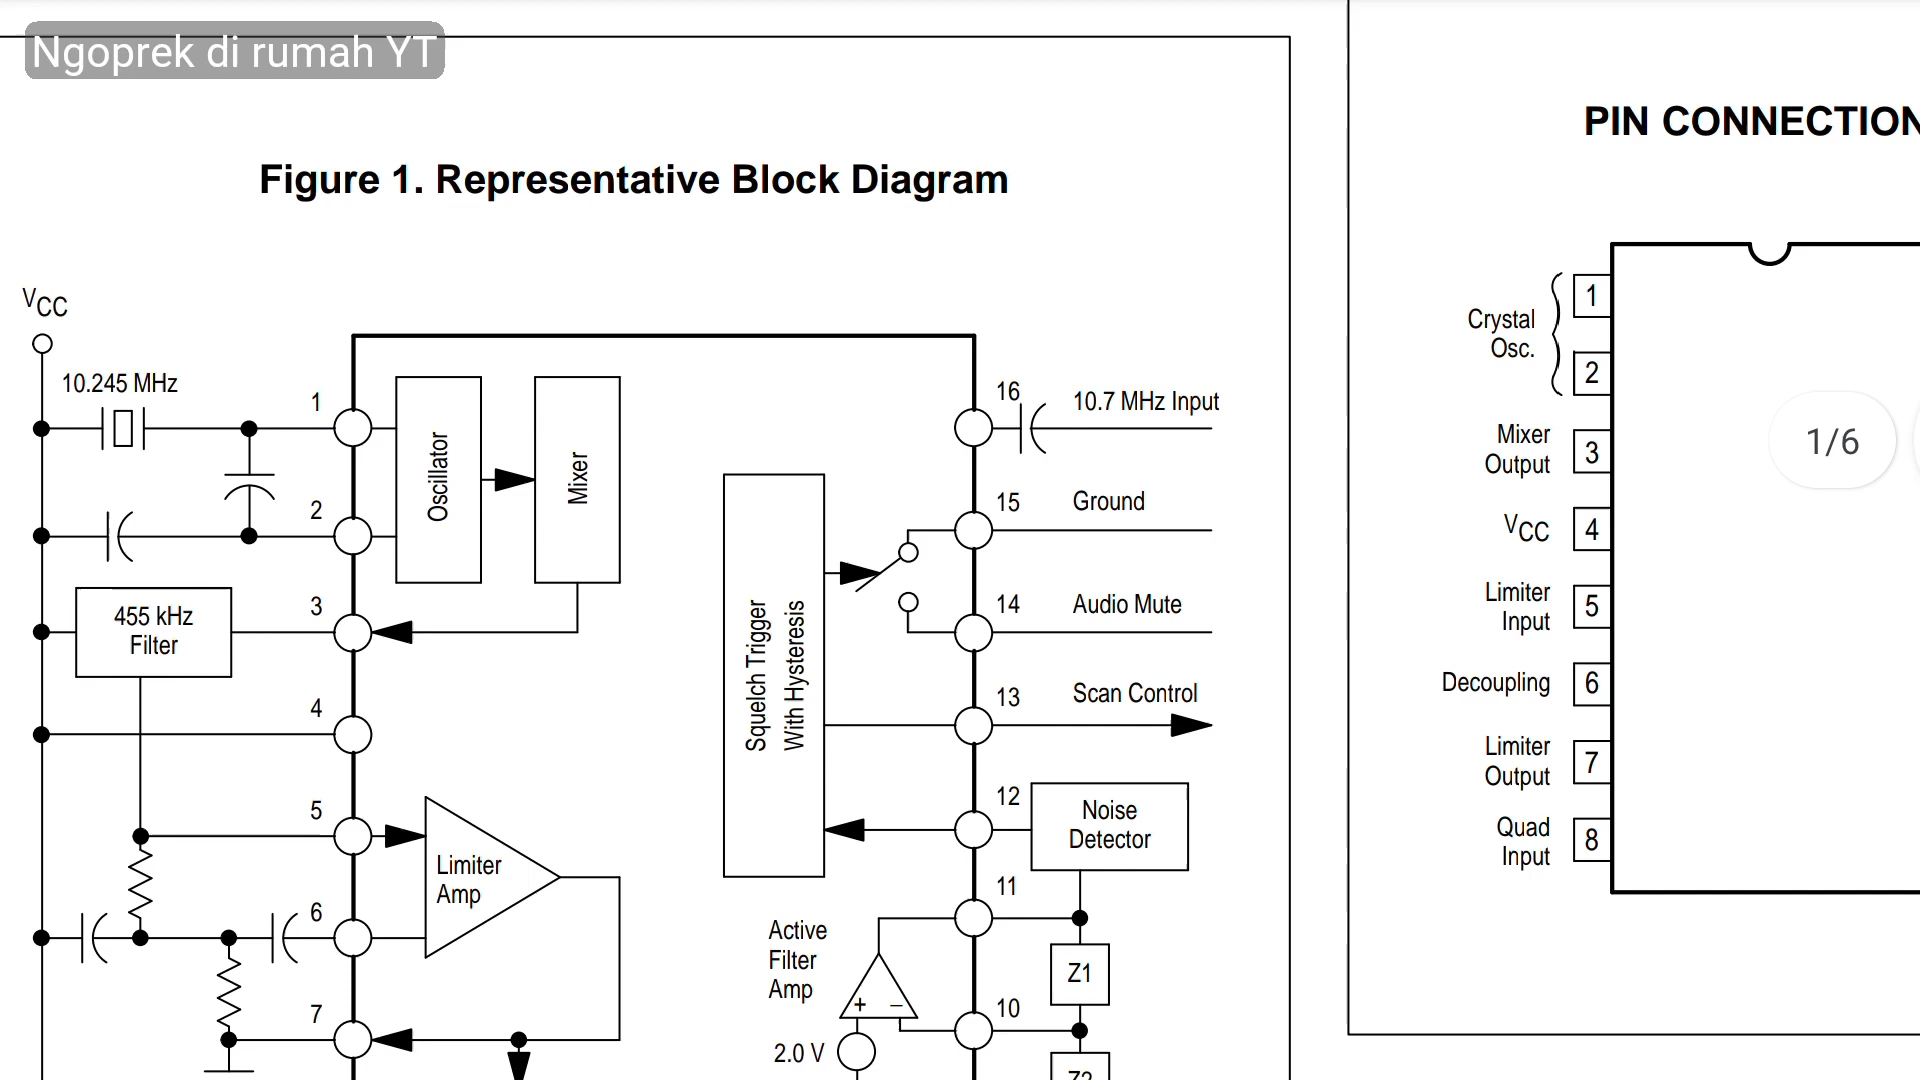 Ngoprek di rumah YT
Figure 1. Representative Block Diagram
VCC
10.245 MHz
1
2
3
4
5
6
7
455 kHz
Filter
Oscillator
Mixer
Limiter
Amp
Squelch Trigger
With Hysteresis
16
10.7 MHz Input
15
Ground
14
Audio Mute
13
Scan Control
12
Noise
Detector
11
Active
Filter
Amp
+ –
Z1
10
2.0 V
PIN CONNECTION
Crystal
Osc.
1
2
Mixer
Output
3
VCC
4
Limiter
Input
5
Decoupling
6
Limiter
Output
7
Quad
Input
8
1/6